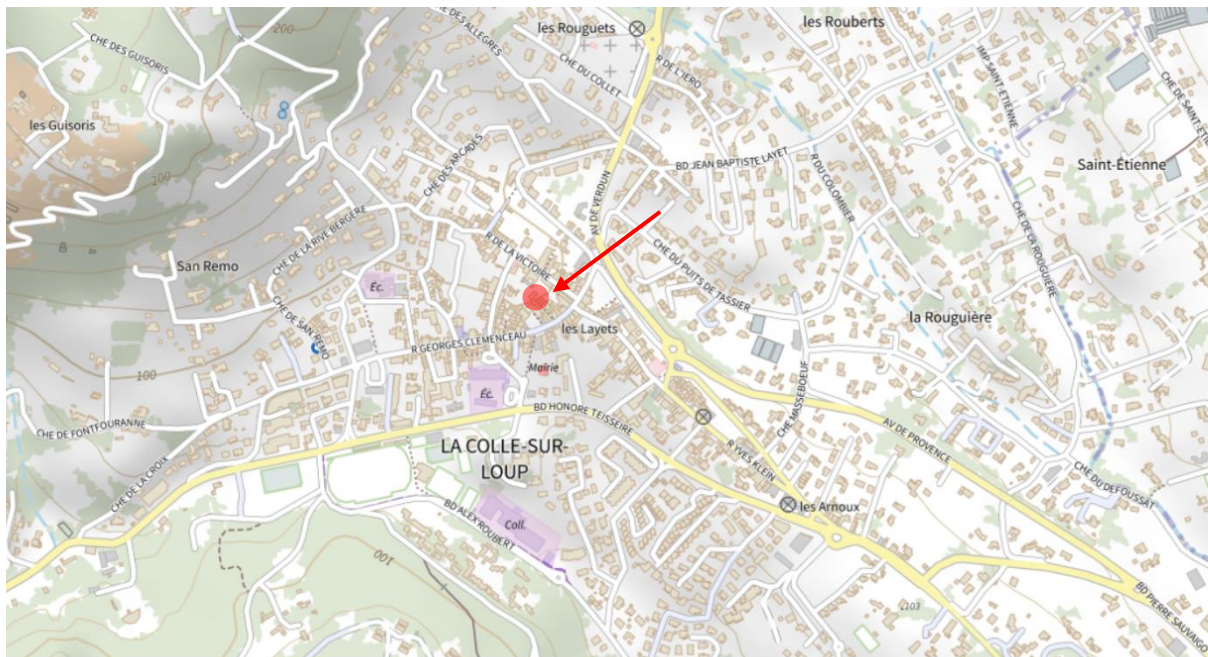 les Rouguets
les Rouberts
200
CHE DES GUISORIS
CHE DES ALLEGRES
CHE DU COLLET
R DE L'IERO
IMP SAINT-ETIENNE
les Guisoris
CHE DES ARCADES
BD JEAN BAPTISTE LAYET
R DU COLOMBIER
Saint-Étienne
200
CHE DE LA RIVE BERGÈRE
AV DE VERDUN
CHE DE LA ROUGUIÈRE
San Remo
R DE LA VICTOIRE
CHE DU PUITS DE TASSIER
Éc.
CHE DE SAN REMO
les Layets
la Rouguière
R GEORGES CLEMENCEAU
100
Mairie
Éc.
CHE MASSEBOEUF
BD HONORE TEISSEIRE
CHE DE FONTFOURANNE
AV DE PROVENCE
LA COLLE-SUR-
LOUP
R YVES KLEIN
CHE DE LA CROIX
CHE DU DEFOUSSAT
les Arnoux
BD ALEX ROUBERT
Coll.
100
103
BD PIERRE SAUVAIGO